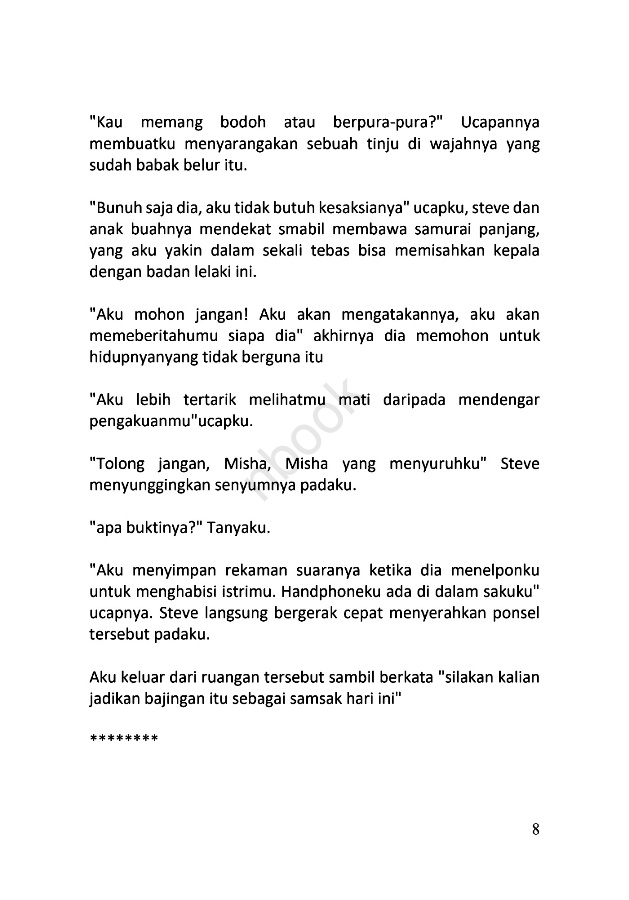 "Kau memang bodoh atau berpura-pura?" Ucapannya
membuatku menyarangakan sebuah tinju di wajahnya yang
sudah babak belur itu.
"Bunuh saja dia, aku tidak butuh kesaksianya" ucapku, steve dan
anak buahnya mendekat smabil membawa samurai panjang,
yang aku yakin dalam sekali tebas bisa memisahkan kepala
dengan badan lelaki ini.
"Aku mohon jangan! Aku akan mengatakannya, aku akan
memeberitahumu siapa dia" akhirnya dia memohon untuk
hidupnyanyang tidak berguna itu
"Aku lebih tertarik melihatmu mati daripada mendengar
pengakuanmu"ucapku.
"Tolong jangan, Misha, Misha yang menyuruhku" Steve
menyunggingkan senyumnya padaku.
"apa buktinya?" Tanyaku.
"Aku menyimpan rekaman suaranya ketika dia menelponku
untuk menghabisi istrimu. Handphoneku ada di dalam sakuku"
ucapnya. Steve langsung bergerak cepat menyerahkan ponsel
tersebut padaku.
Aku keluar dari ruangan tersebut sambil berkata "silakan kalian
jadikan bajingan itu sebagai samsak hari ini"
********
nbook
8